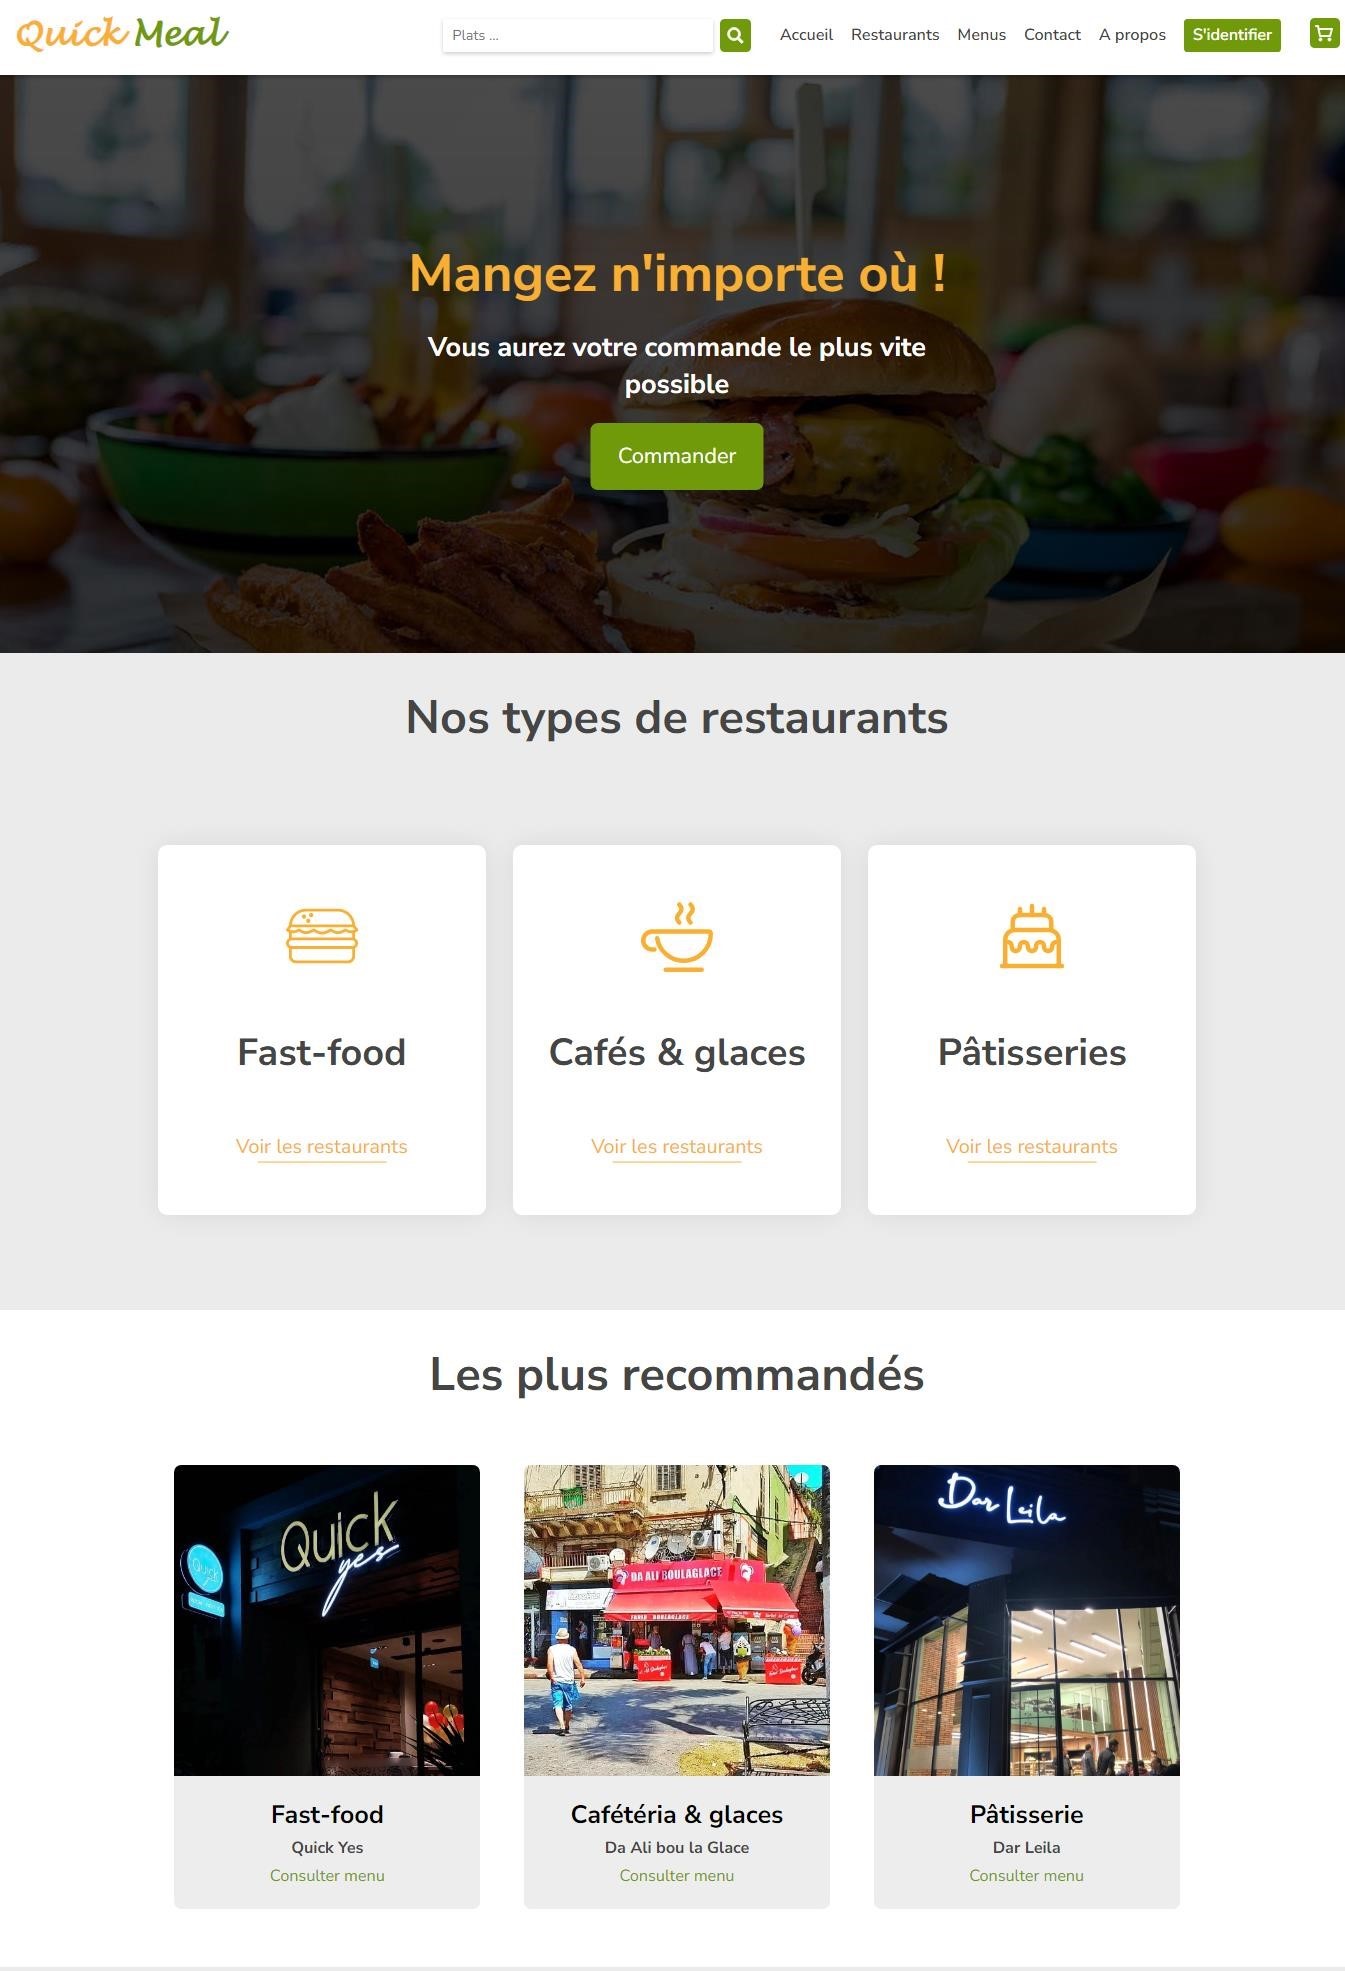 Quick Meal
Plats ...
Accueil Restaurants Menus Contact A propos S'identifier
Mangez n'importe où !
Vous aurez votre commande le plus vite
possible
Commander
Nos types de restaurants
Fast-food
Voir les restaurants
Cafés & glaces
Voir les restaurants
Pâtisseries
Voir les restaurants
Les plus recommandés
Quick
yes
Quick
Fast-food
Quick Yes
Consulter menu
DA ALI BOULAGLACE
Cafétéria & glaces
Da Ali bou la Glace
Consulter menu
Dar Leila
Pâtisserie
Dar Leila
Consulter menu